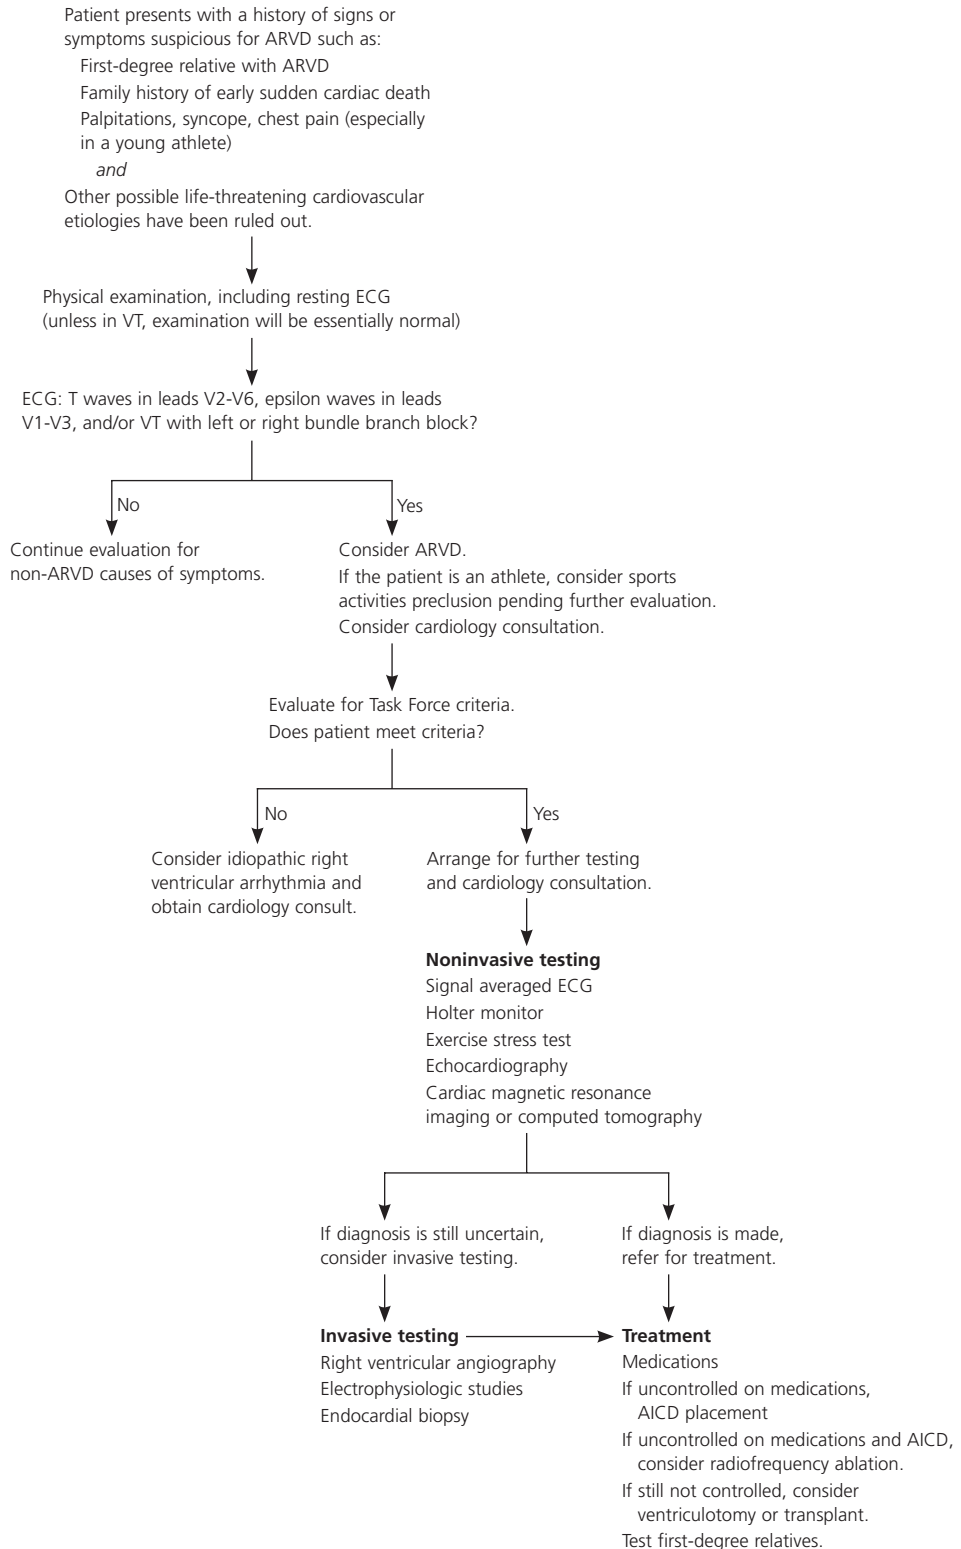 Patient presents with a history of signs or
symptoms suspicious for ARVD such as:
First-degree relative with ARVD
Family history of early sudden cardiac death
Palpitations, syncope, chest pain (especially
in a young athlete)
and
Other possible life-threatening cardiovascular
etiologies have been ruled out.
Physical examination, including resting ECG
(unless in VT, examination will be essentially normal)
ECG: T waves in leads V2-V6, epsilon waves in leads
V1-V3, and/or VT with left or right bundle branch block?
No
Yes
Continue evaluation for
non-ARVD causes of symptoms.
Consider ARVD.
If the patient is an athlete, consider sports
activities preclusion pending further evaluation.
Consider cardiology consultation.
Evaluate for Task Force criteria.
Does patient meet criteria?
No
Yes
Consider idiopathic right
ventricular arrhythmia and
obtain cardiology consult.
Arrange for further testing
and cardiology consultation.
Noninvasive testing
Signal averaged ECG
Holter monitor
Exercise stress test
Echocardiography
Cardiac magnetic resonance
imaging or computed tomography
If diagnosis is still uncertain,
consider invasive testing.
If diagnosis is made,
refer for treatment.
Invasive testing
Right ventricular angiography
Electrophysiologic studies
Endocardial biopsy
Treatment
Medications
If uncontrolled on medications,
AICD placement
If uncontrolled on medications and AICD,
consider radiofrequency ablation.
If still not controlled, consider
ventriculotomy or transplant.
Test first-degree relatives.